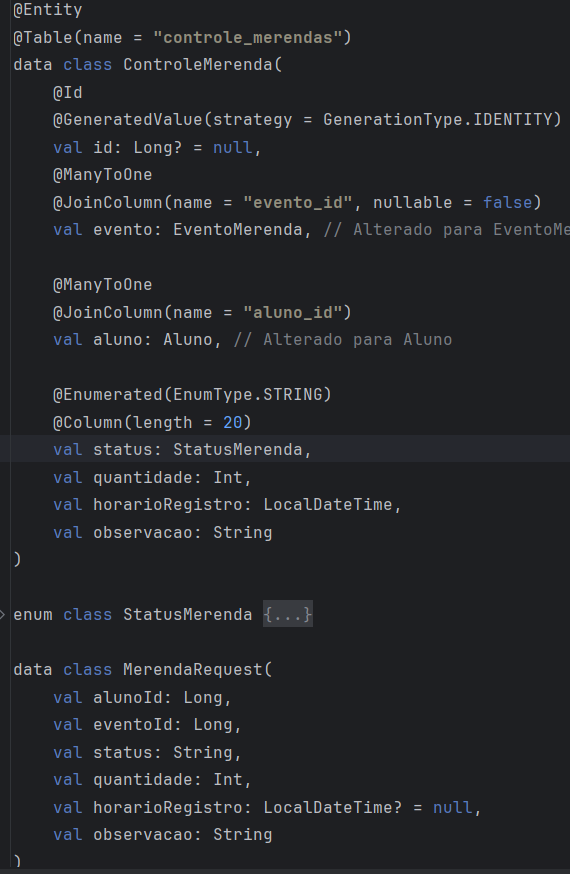 @Entity
@Table(name = "controle_merendas")
data class ControleMerenda(
    @Id
    @GeneratedValue(strategy = GenerationType.IDENTITY)
    val id: Long? = null,
    @ManyToOne
    @JoinColumn(name = "evento_id", nullable = false)
    val evento: EventoMerenda, // Alterado para EventoMe
    @ManyToOne
    @JoinColumn(name = "aluno_id")
    val aluno: Aluno, // Alterado para Aluno
    @Enumerated(EnumType.STRING)
    @Column(length = 20)
    val status: StatusMerenda,
    val quantidade: Int,
    val horarioRegistro: LocalDateTime,
    val observacao: String
)
enum class StatusMerenda {...}
data class MerendaRequest(
    val alunoId: Long,
    val eventoId: Long,
    val status: String,
    val quantidade: Int,
    val horarioRegistro: LocalDateTime? = null,
    val observacao: String
)